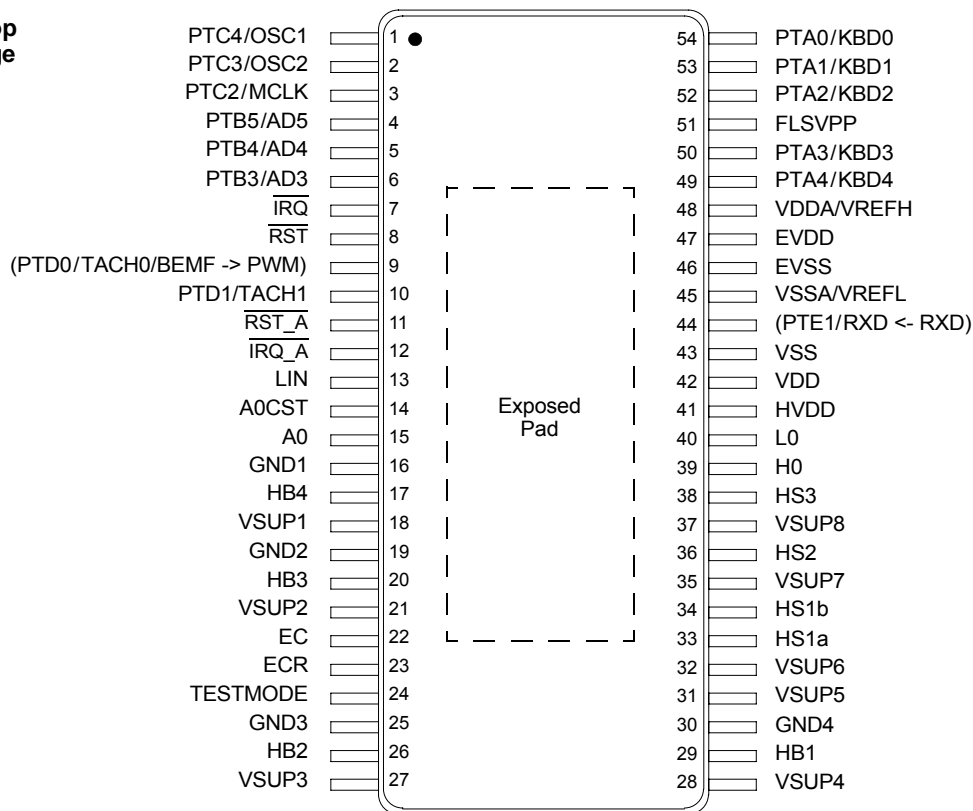 op
ge
PTC4/OSC1 1 54 PTA0/KBD0
PTC3/OSC2 2 53 PTA1/KBD1
PTC2/MCLK 3 52 PTA2/KBD2
PTB5/AD5 4 51 FLSVPP
PTB4/AD4 5 50 PTA3/KBD3
PTB3/AD3 6 49 PTA4/KBD4
IRQ 7 48 VDDA/VREFH
RST 8 47 EVDD
(PTD0/TACH0/BEMF -> PWM) 9 46 EVSS
PTD1/TACH1 10 45 VSSA/VREFL
RST_A 11 44 (PTE1/RXD <- RXD)
IRQ_A 12 43 VSS
LIN 13 42 VDD
A0CST 14 41 HVDD
A0 15 40 L0
GND1 16 39 H0
HB4 17 38 HS3
VSUP1 18 37 VSUP8
GND2 19 36 HS2
HB3 20 35 VSUP7
VSUP2 21 34 HS1b
EC 22 33 HS1a
ECR 23 32 VSUP6
TESTMODE 24 31 VSUP5
GND3 25 30 GND4
HB2 26 29 HB1
VSUP3 27 28 VSUP4
Exposed
Pad